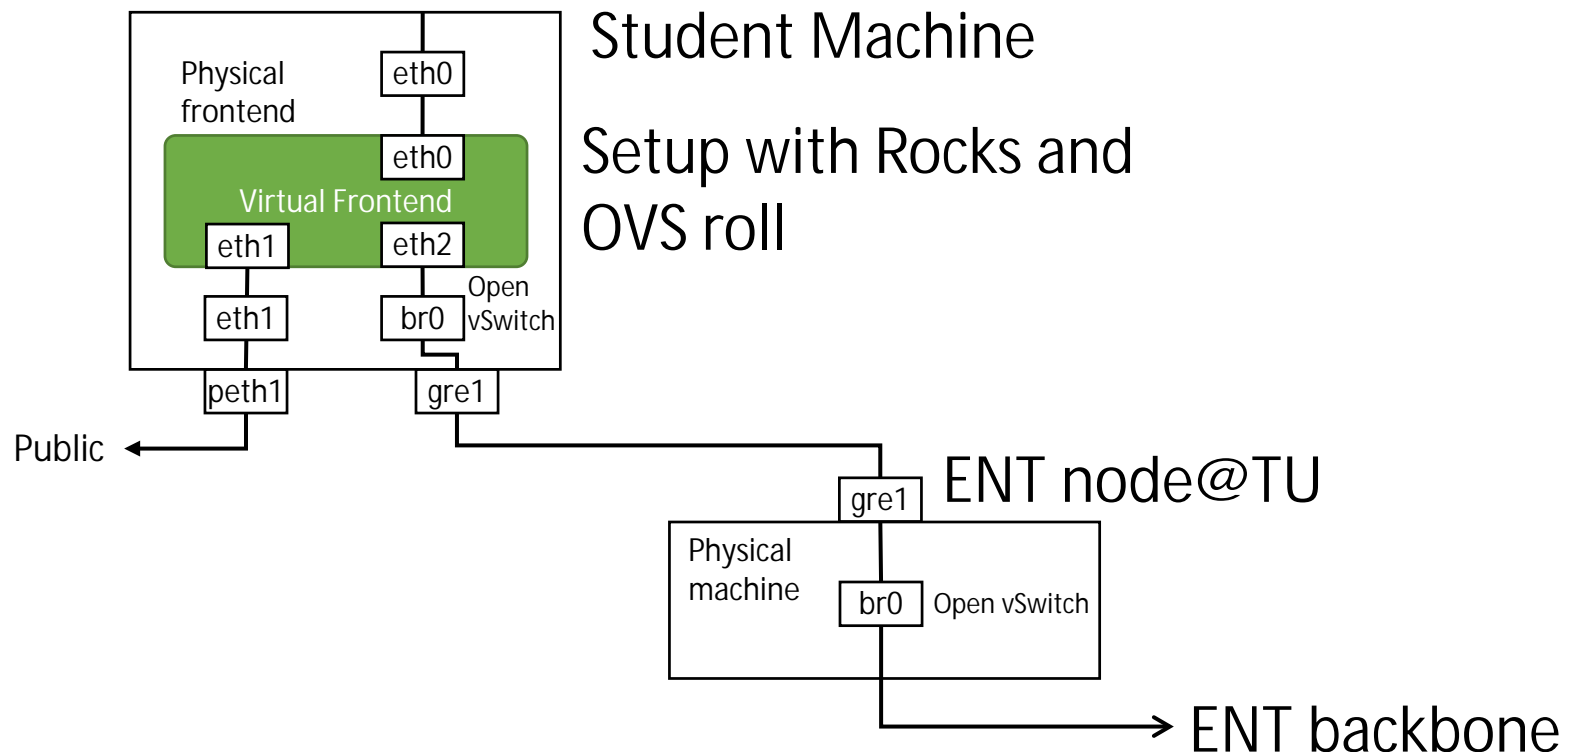 Student Machine
Physical
frontend
eth0
eth0
Setup with Rocks and
OVS roll
Virtual Frontend
eth1
eth2
Open
vSwitch
eth1
br0
peth1
gre1
Public
ENT node@TU
gre1
Physical
machine
br0
Open vSwitch
ENT backbone